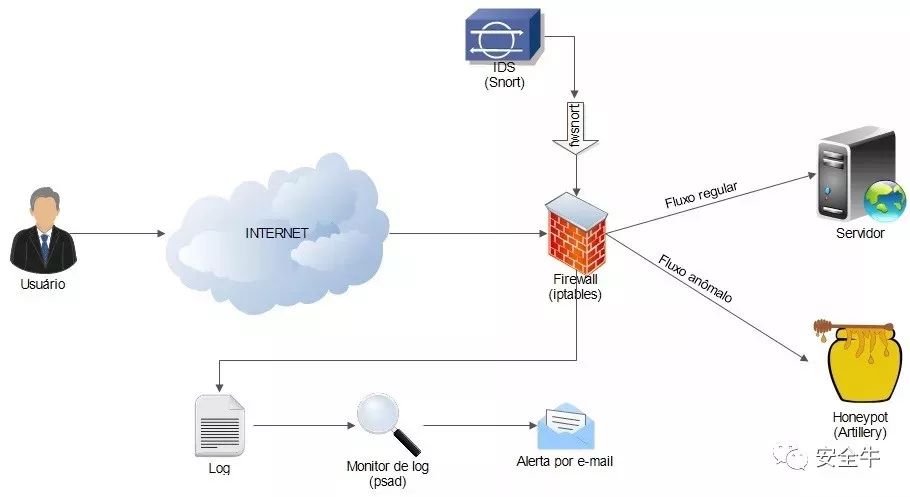 IDS
(Snort)
fwsnort
Fluxo regular
INTERNET
Servidor
Usuário
Firewall
(iptables)
Fluxo anômalo
Honeypot
(Artillery)
Log
Monitor de log
(psad)
Alerta por e-mail
安全牛